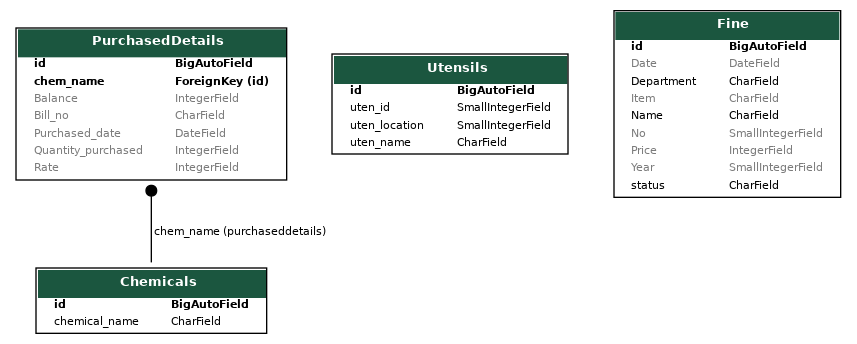 PurchasedDetails
id BigAutoField
chem_name ForeignKey (id)
Balance IntegerField
Bill_no CharField
Purchased_date DateField
Quantity_purchased IntegerField
Rate IntegerField
Utensils
id BigAutoField
uten_id SmallIntegerField
uten_location SmallIntegerField
uten_name CharField
Fine
id BigAutoField
Date DateField
Department CharField
Item CharField
Name CharField
No SmallIntegerField
Price IntegerField
Year SmallIntegerField
status CharField
chem_name (purchaseddetails)
Chemicals
id BigAutoField
chemical_name CharField